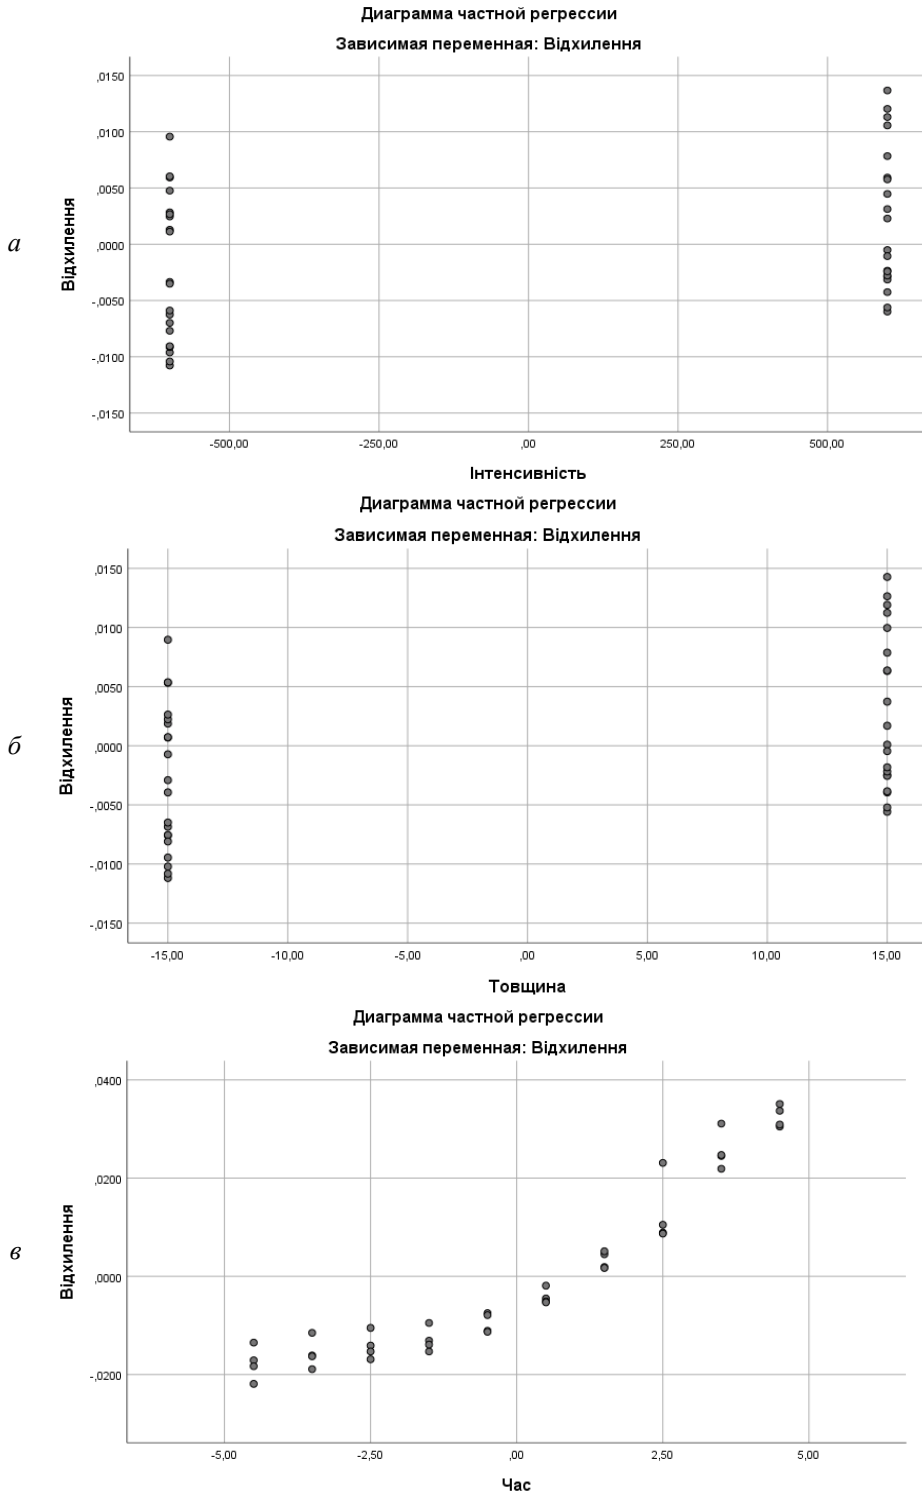 Диаграмма частной регрессии
Зависимая переменная: Відхилення
,0150
,0100
,0050
,0000
-,0050
-,0100
-,0150
Відхилення
а
-500,00 -250,00 ,00 250,00 500,00
Інтенсивність
Диаграмма частной регрессии
Зависимая переменная: Відхилення
,0150
,0100
,0050
,0000
-,0050
-,0100
-,0150
Відхилення
б
-15,00 -10,00 -5,00 ,00 5,00 10,00 15,00
Товщина
Диаграмма частной регрессии
Зависимая переменная: Відхилення
,0400
,0200
,0000
-,0200
Відхилення
в
-5,00 -2,50 ,00 2,50 5,00
Час